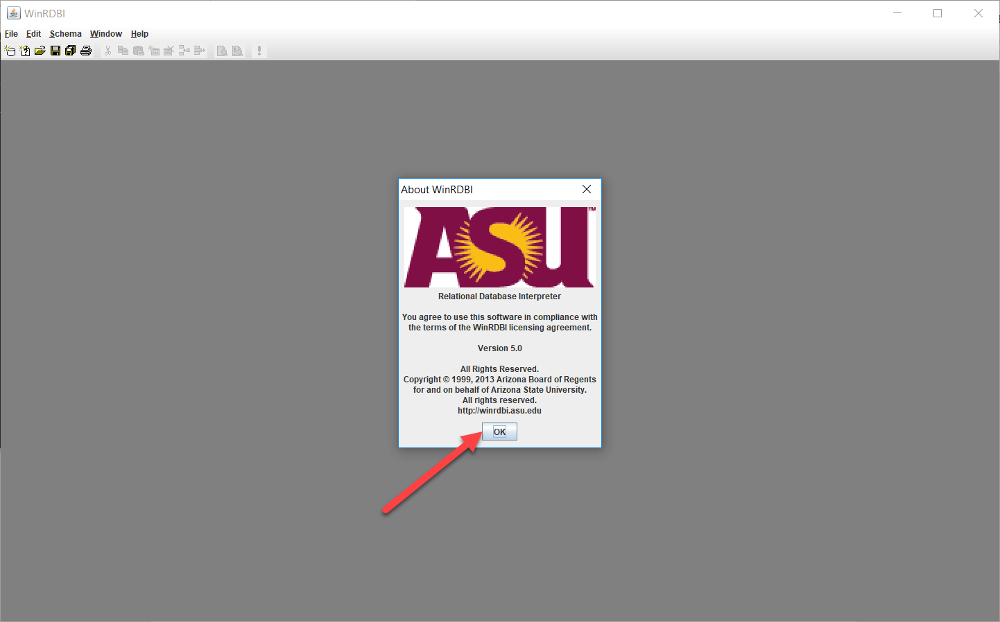 WinRDBI
File Edit Schema Window Help
About WinRDBI
ASU
Relational Database Interpreter
You agree to use this software in compliance with
the terms of the WinRDBI licensing agreement.
Version 5.0
All Rights Reserved.
Copyright © 1999, 2013 Arizona Board of Regents
for and on behalf of Arizona State University.
All rights reserved.
http://winrdbi.asu.edu
OK